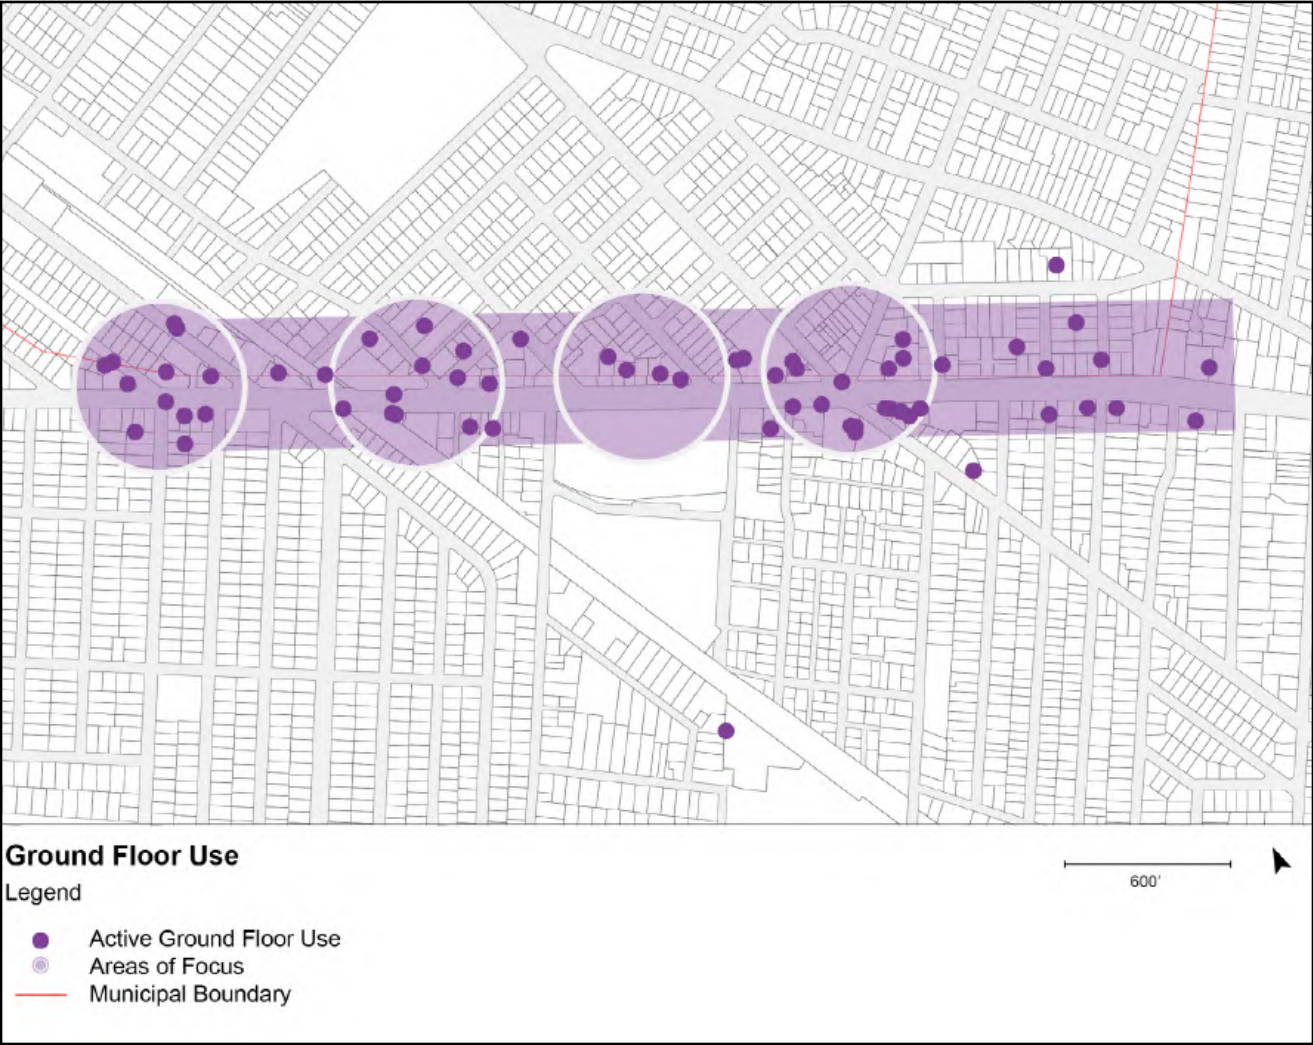 Ground Floor Use
Legend
600'
Active Ground Floor Use
Areas of Focus
Municipal Boundary